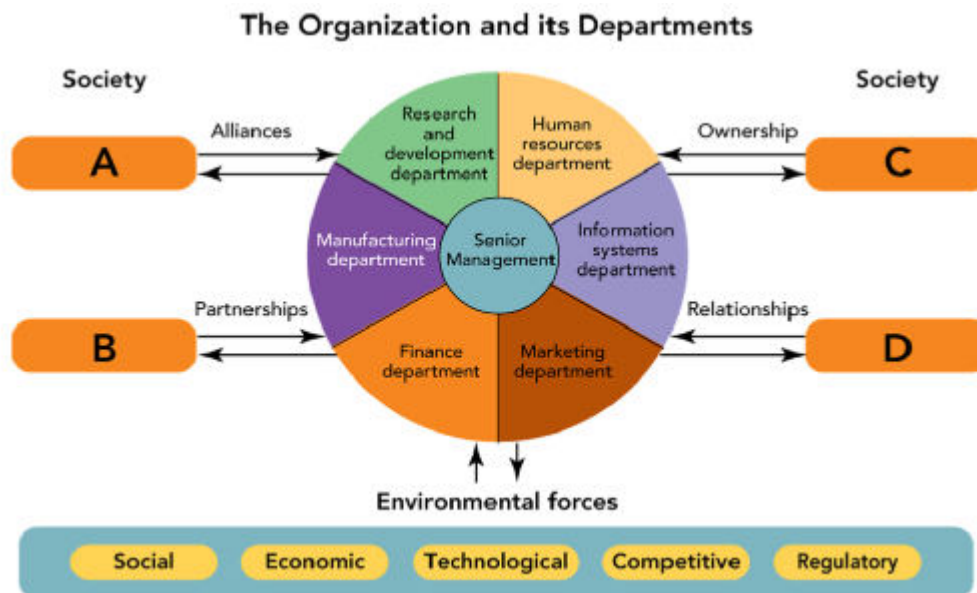 The Organization and its Departments
Society
Society
A
Alliances
Research
and
development
department
Human
resources
department
Ownership
C
Manufacturing
department
Senior
Management
Information
systems
department
B
Partnerships
Finance
department
Marketing
department
Relationships
D
Environmental forces
Social
Economic
Technological
Competitive
Regulatory